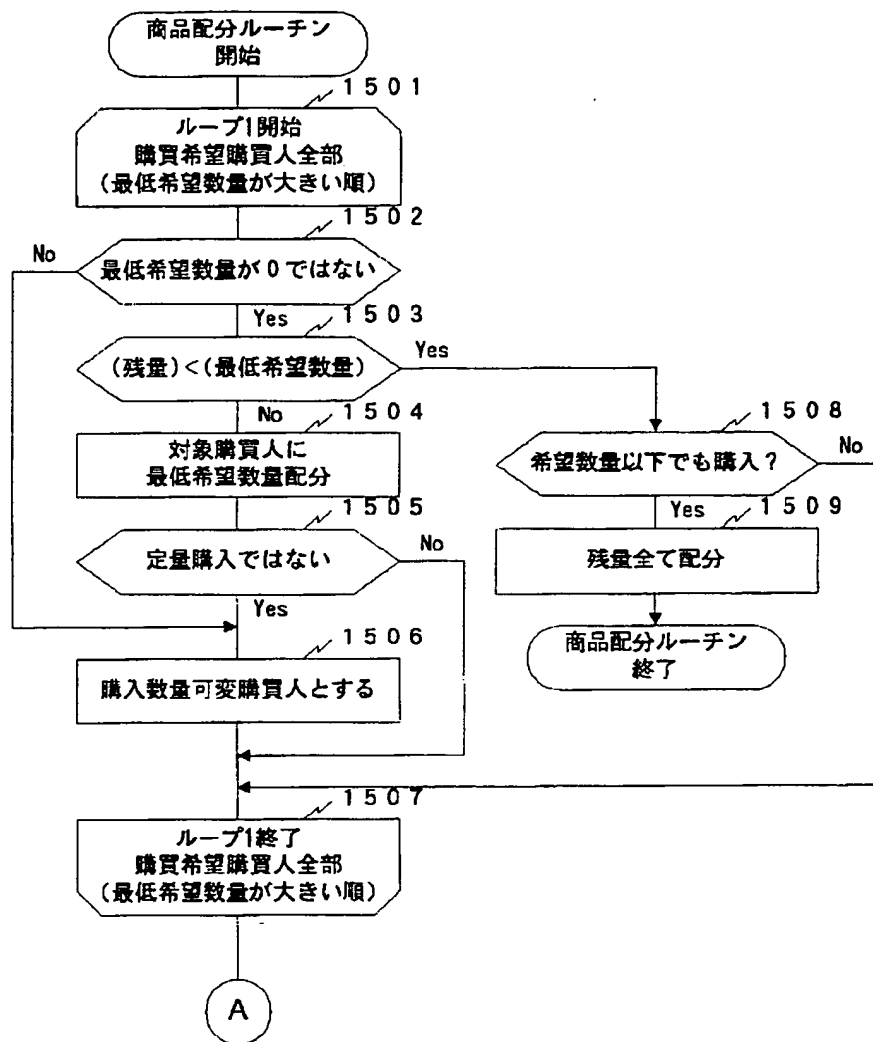 商品配分ルーチン
開始
1501
ループ1開始
購買希望購買人全部
(最低希望数量が大きい順)
1502
No
最低希望数量が0ではない
Yes
1503
(残量)<(最低希望数量)
Yes
No
1504
対象購買人に
最低希望数量配分
1505
定量購入ではない
No
Yes
1506
購入数量可変購買人とする
1507
ループ1終了
購買希望購買人全部
(最低希望数量が大きい順)
A
1508
希望数量以下でも購入?
No
Yes
1509
残量全て配分
商品配分ルーチン
終了